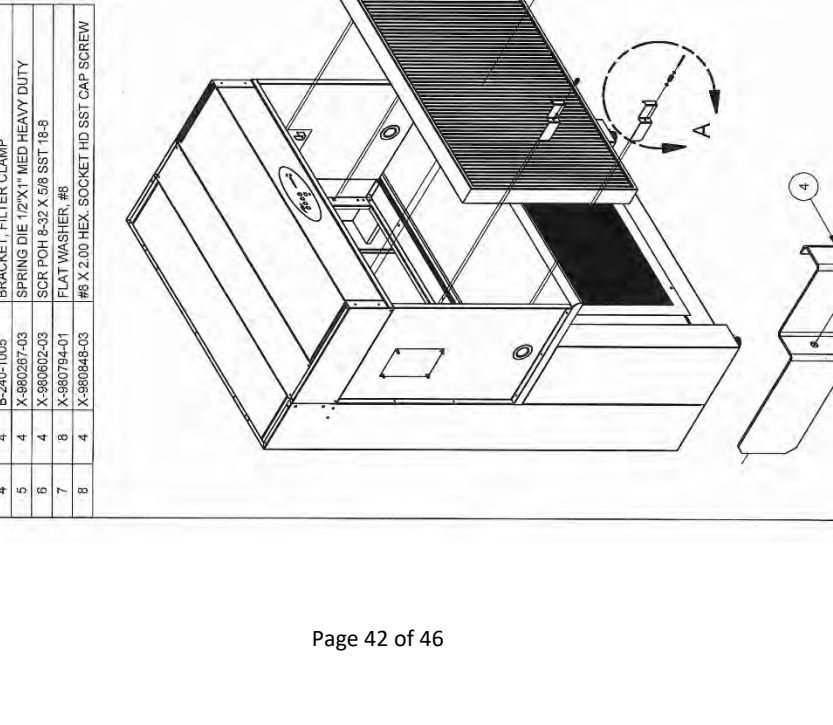 4 4 B-240-1005 BRACKET, FILTER CLAMP
5 4 X-980267-03 SPRING DIE 1/2"X1" MED HEAVY DUTY
6 4 X-980602-03 SCR POH 8-32 X 5/8 SST 18-8
7 8 X-980794-01 FLAT WASHER, #8
8 4 X-980848-03 #8 X 2.00 HEX. SOCKET HD SST CAP SCREW
A
4
Page 42 of 46